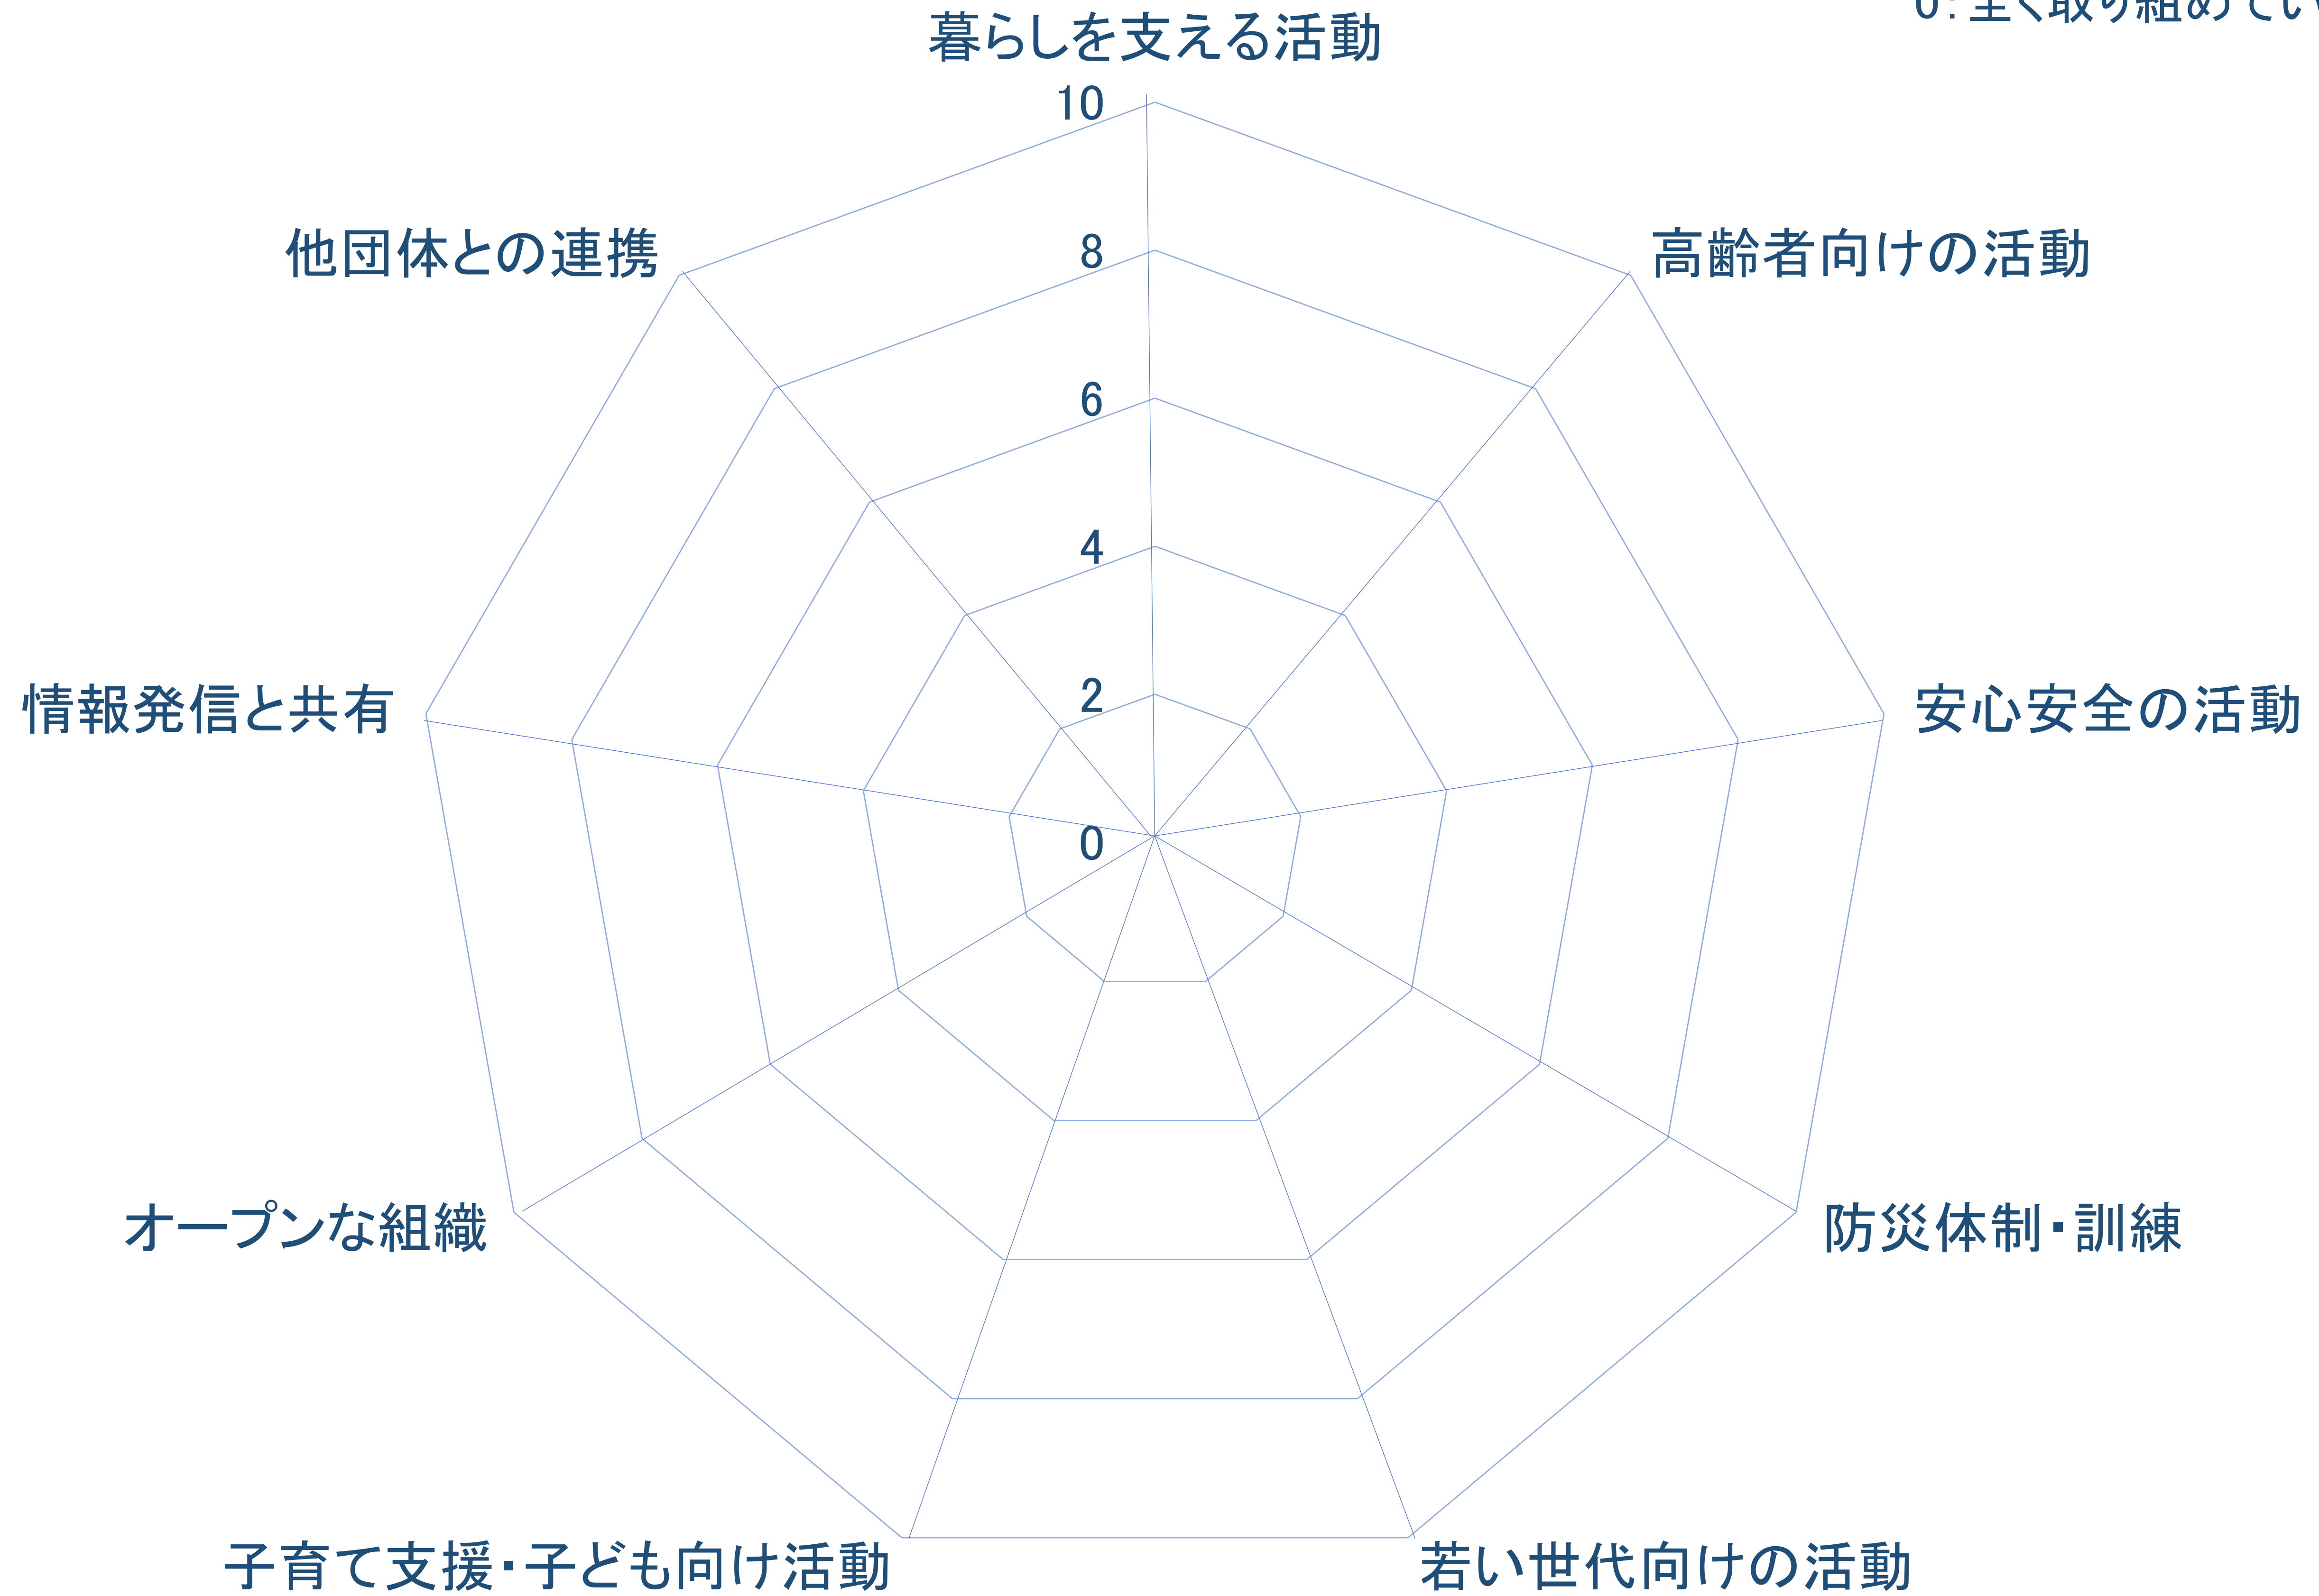 暮らしを支える活動
10
他団体との連携
高齢者向けの活動
8
6
4
情報発信と共有
2
安心安全の活動
0
オープンな組織
防災体制・訓練
子育て支援・子ども向け活動
若い世代向けの活動